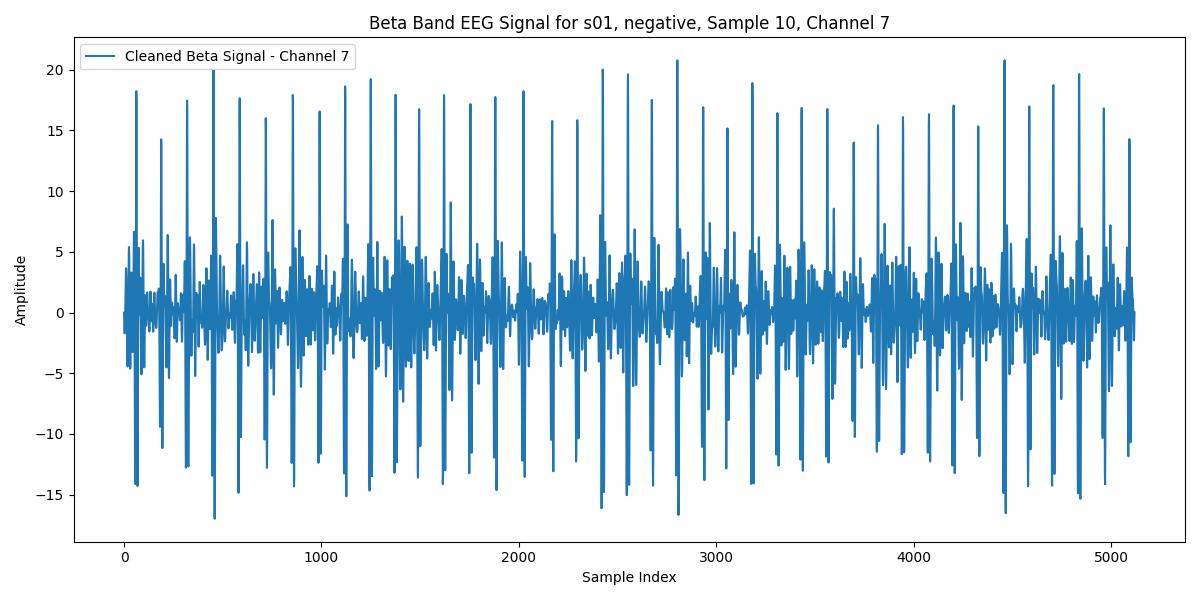 Beta Band EEG Signal for s01, negative, Sample 10, Channel 7
Cleaned Beta Signal - Channel 7
Amplitude
20
15
10
5
0
−5
−10
−15
0 1000 2000 3000 4000 5000
Sample Index